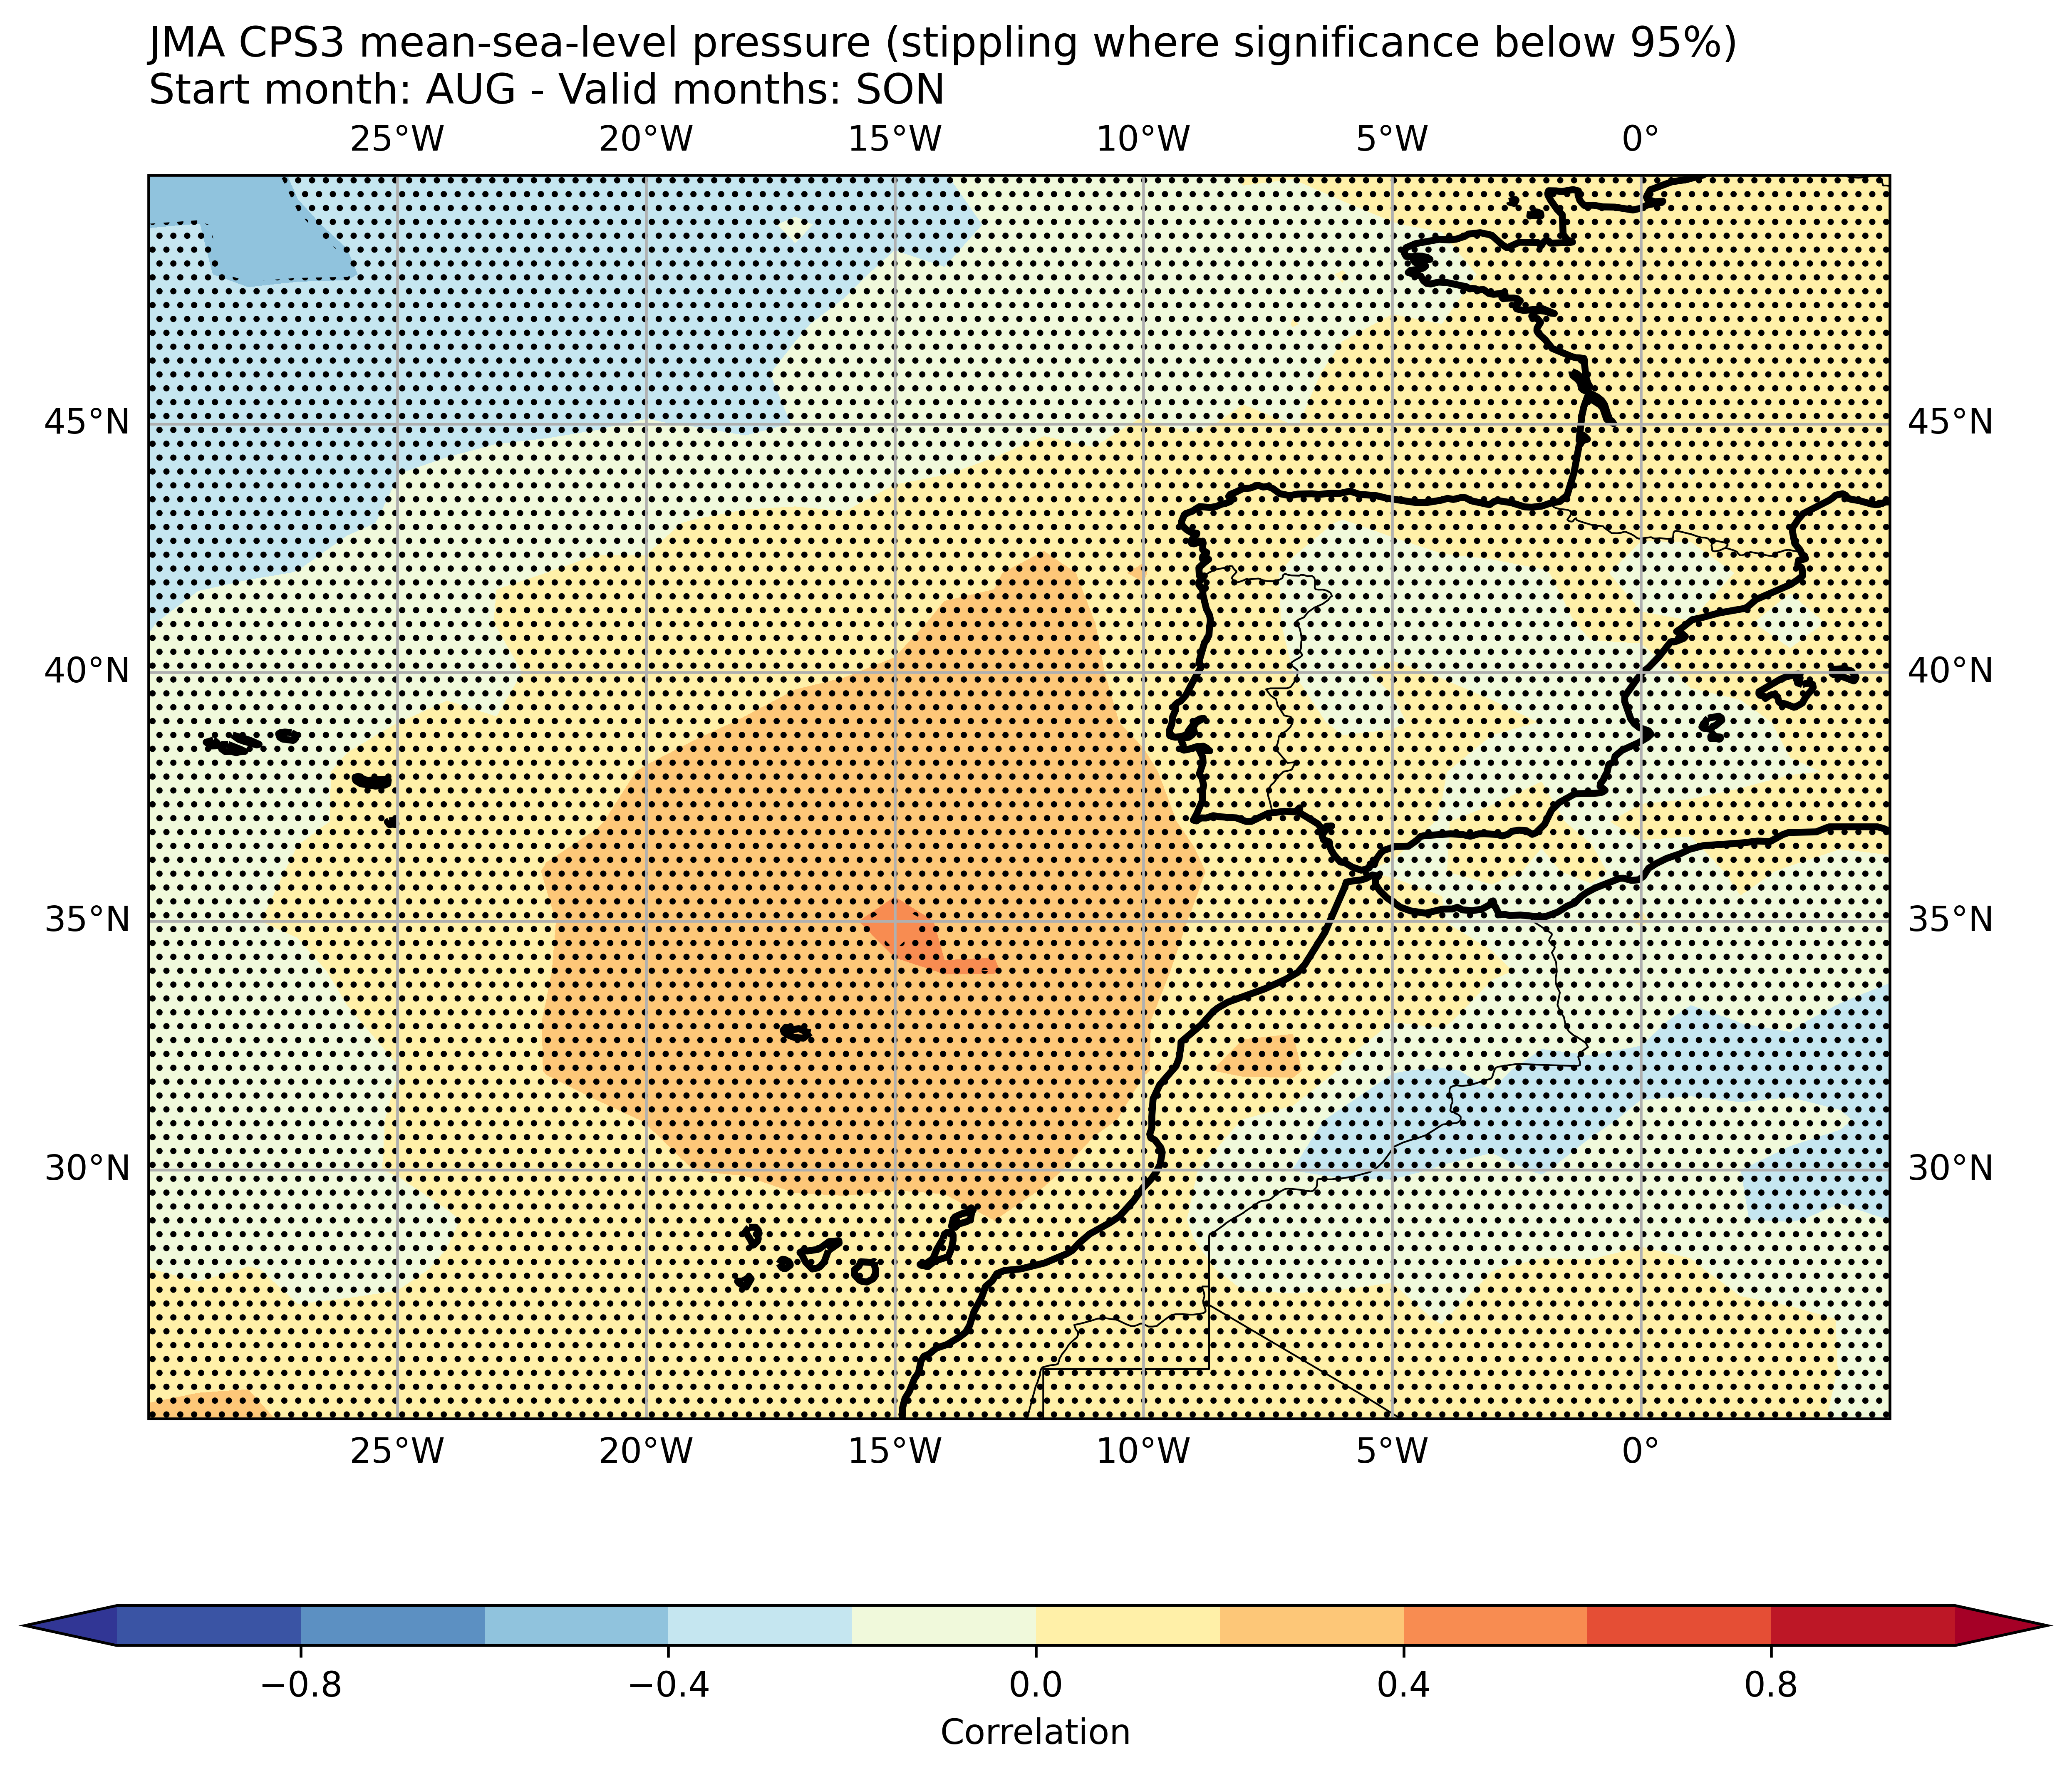 JMA CPS3 mean-sea-level pressure (stippling where significance below 95%)
Start month: AUG - Valid months: SON
25°W 20°W 15°W 10°W 5°W 0°
45°N 45°N
40°N 40°N
35°N 35°N
30°N 30°N
25°W 20°W 15°W 10°W 5°W 0°
−0.8 −0.4 0.0 0.4 0.8
Correlation